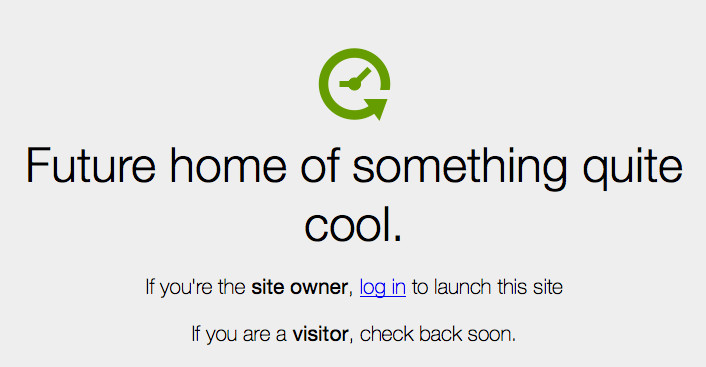 Future home of something quite
cool.
If you're the site owner, log in to launch this site
If you are a visitor, check back soon.